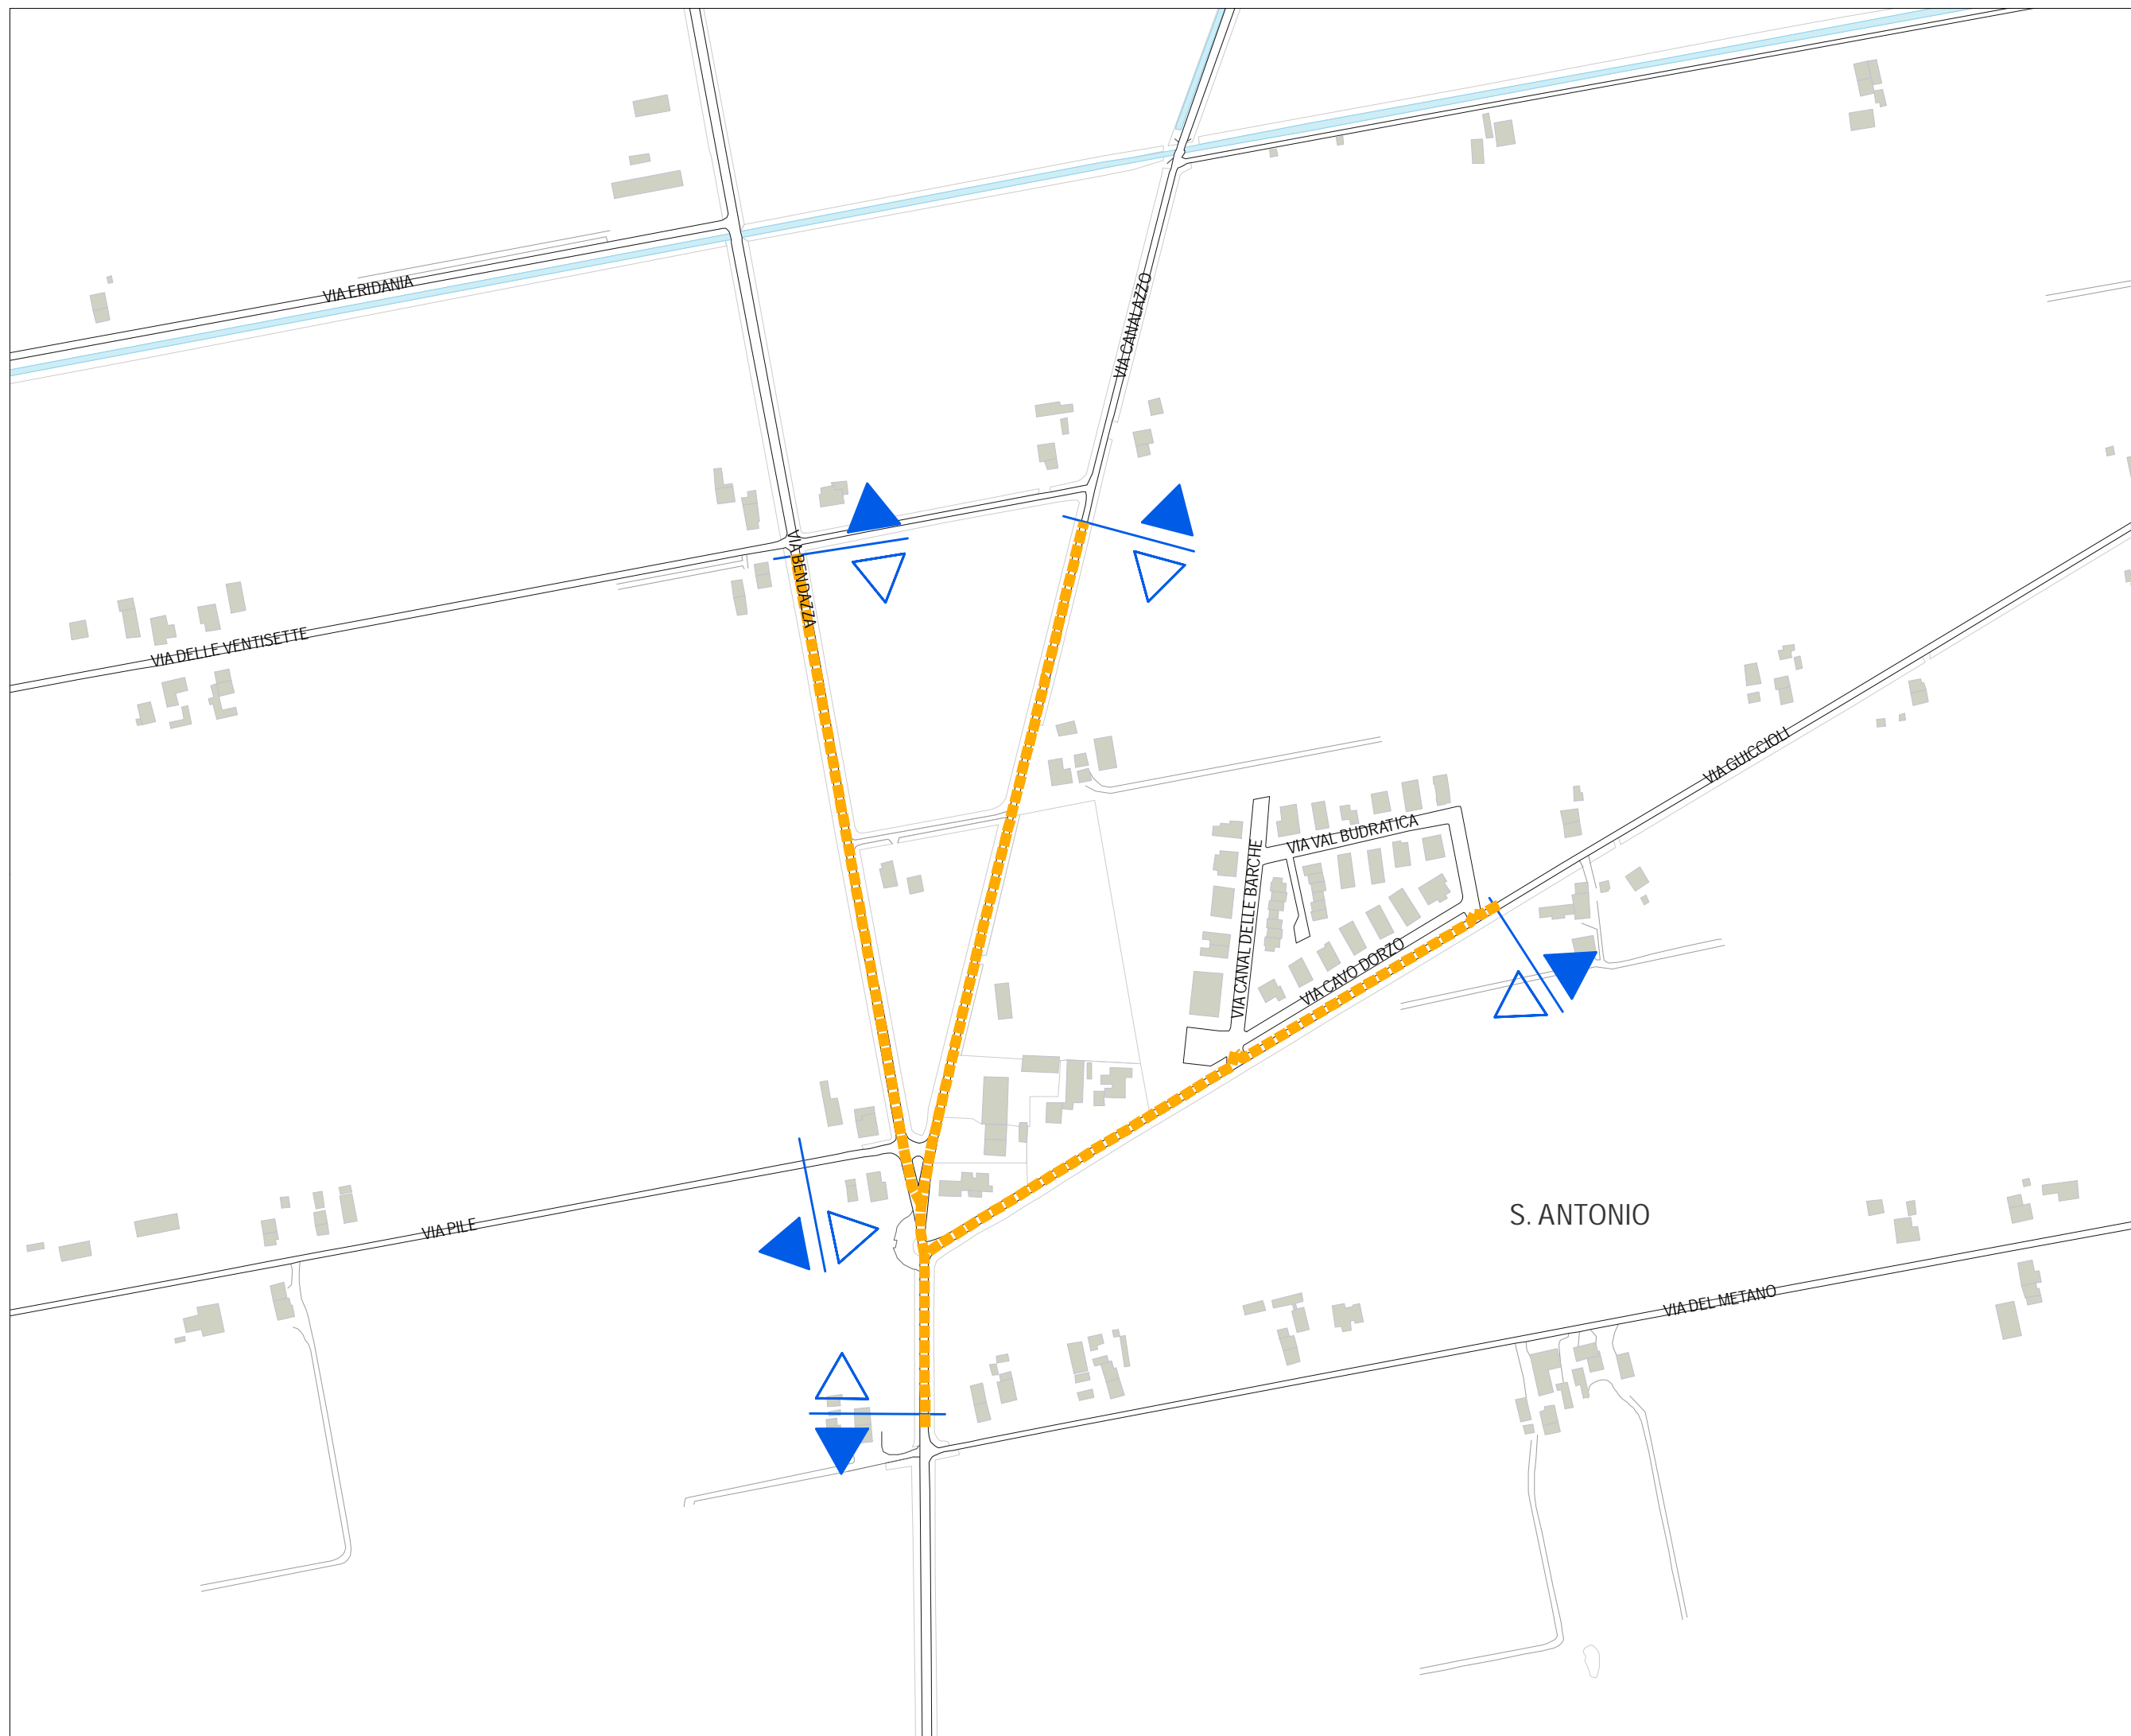 VIA ERIDANIA
VIA CANALAZZO
VIA BENDAZZA
VIA DELLE VENTISETTE
VIA GUICCIOLI
VIA VAL BUDRATICA
VIA CANAL DELLE BARCHE
VIA CAVO DORZO
S. ANTONIO
VIA PILE
VIA DEL METANO